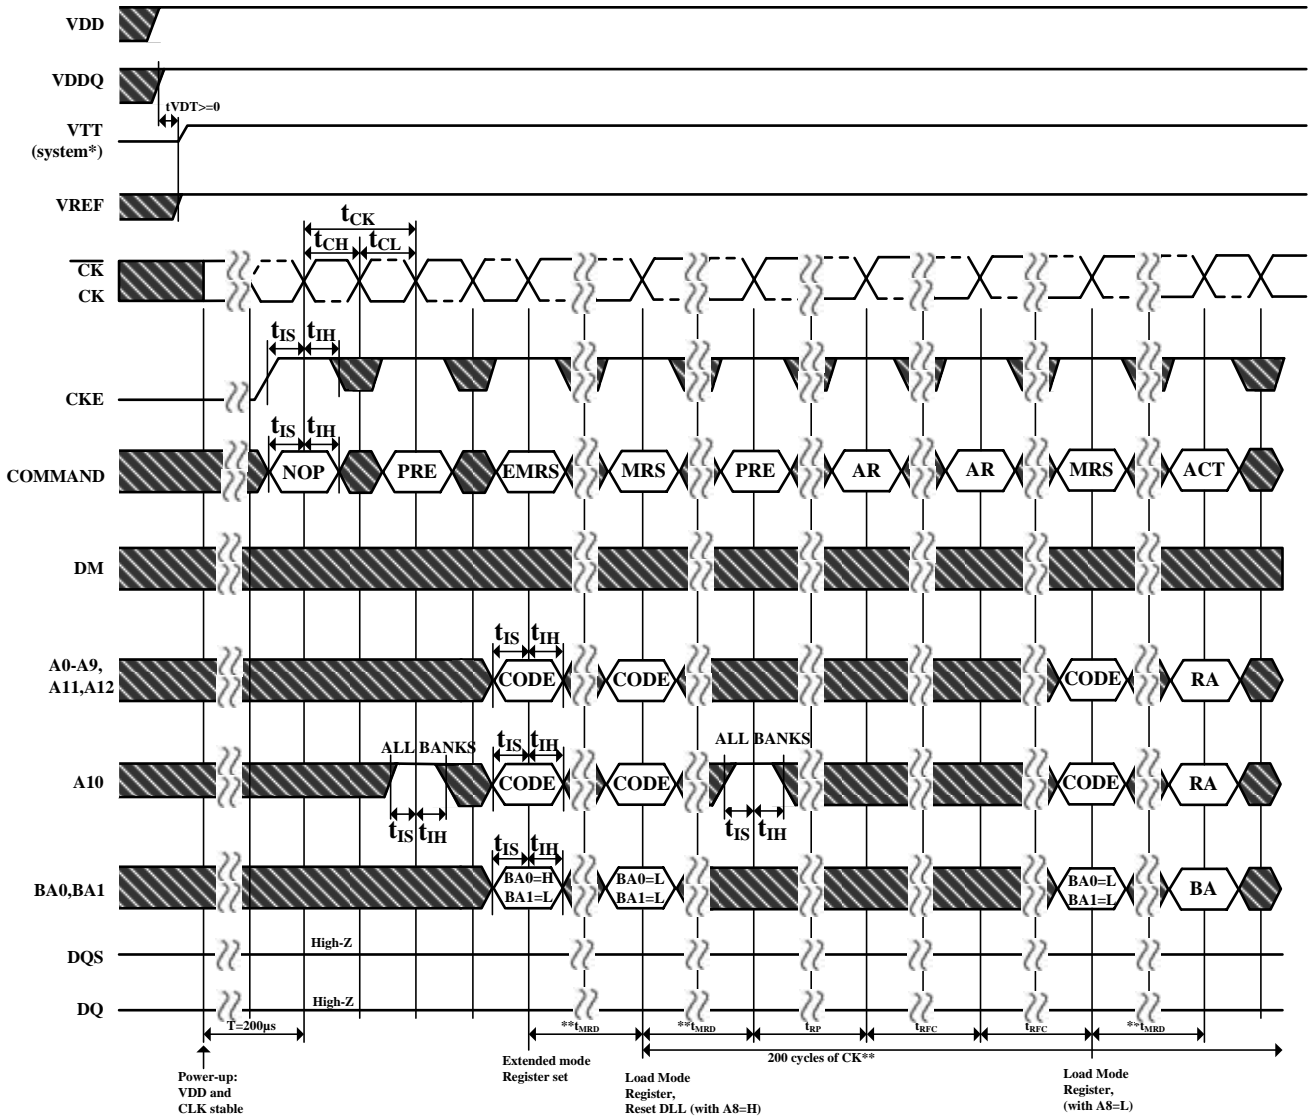 VDD
VDDQ
tVDT>=0
VTT
(system*)
VREF
tCK
tCH tCL
CK
CK
tIS tIH
CKE
tIS tIH
COMMAND NOP PRE EMRS MRS PRE AR AR MRS ACT
DM
tIS tIH
A0-A9,
A11,A12 CODE CODE CODE RA
ALL BANKS tIS tIH ALL BANKS
A10 CODE CODE CODE RA
tIS tIH tIS tIH
tIS tIH
BA0,BA1 BA0=H BA0=L BA0=L BA
BA1=L BA1=L BA1=L
High-Z
DQS
High-Z
DQ
T=200µs **tMRD **tMRD tRP tRFC tRFC **tMRD
200 cycles of CK**
Power-up:
VDD and
CLK stable
Extended mode
Register set
Load Mode
Register,
Reset DLL (with A8=H)
Load Mode
Register,
(with A8=L)